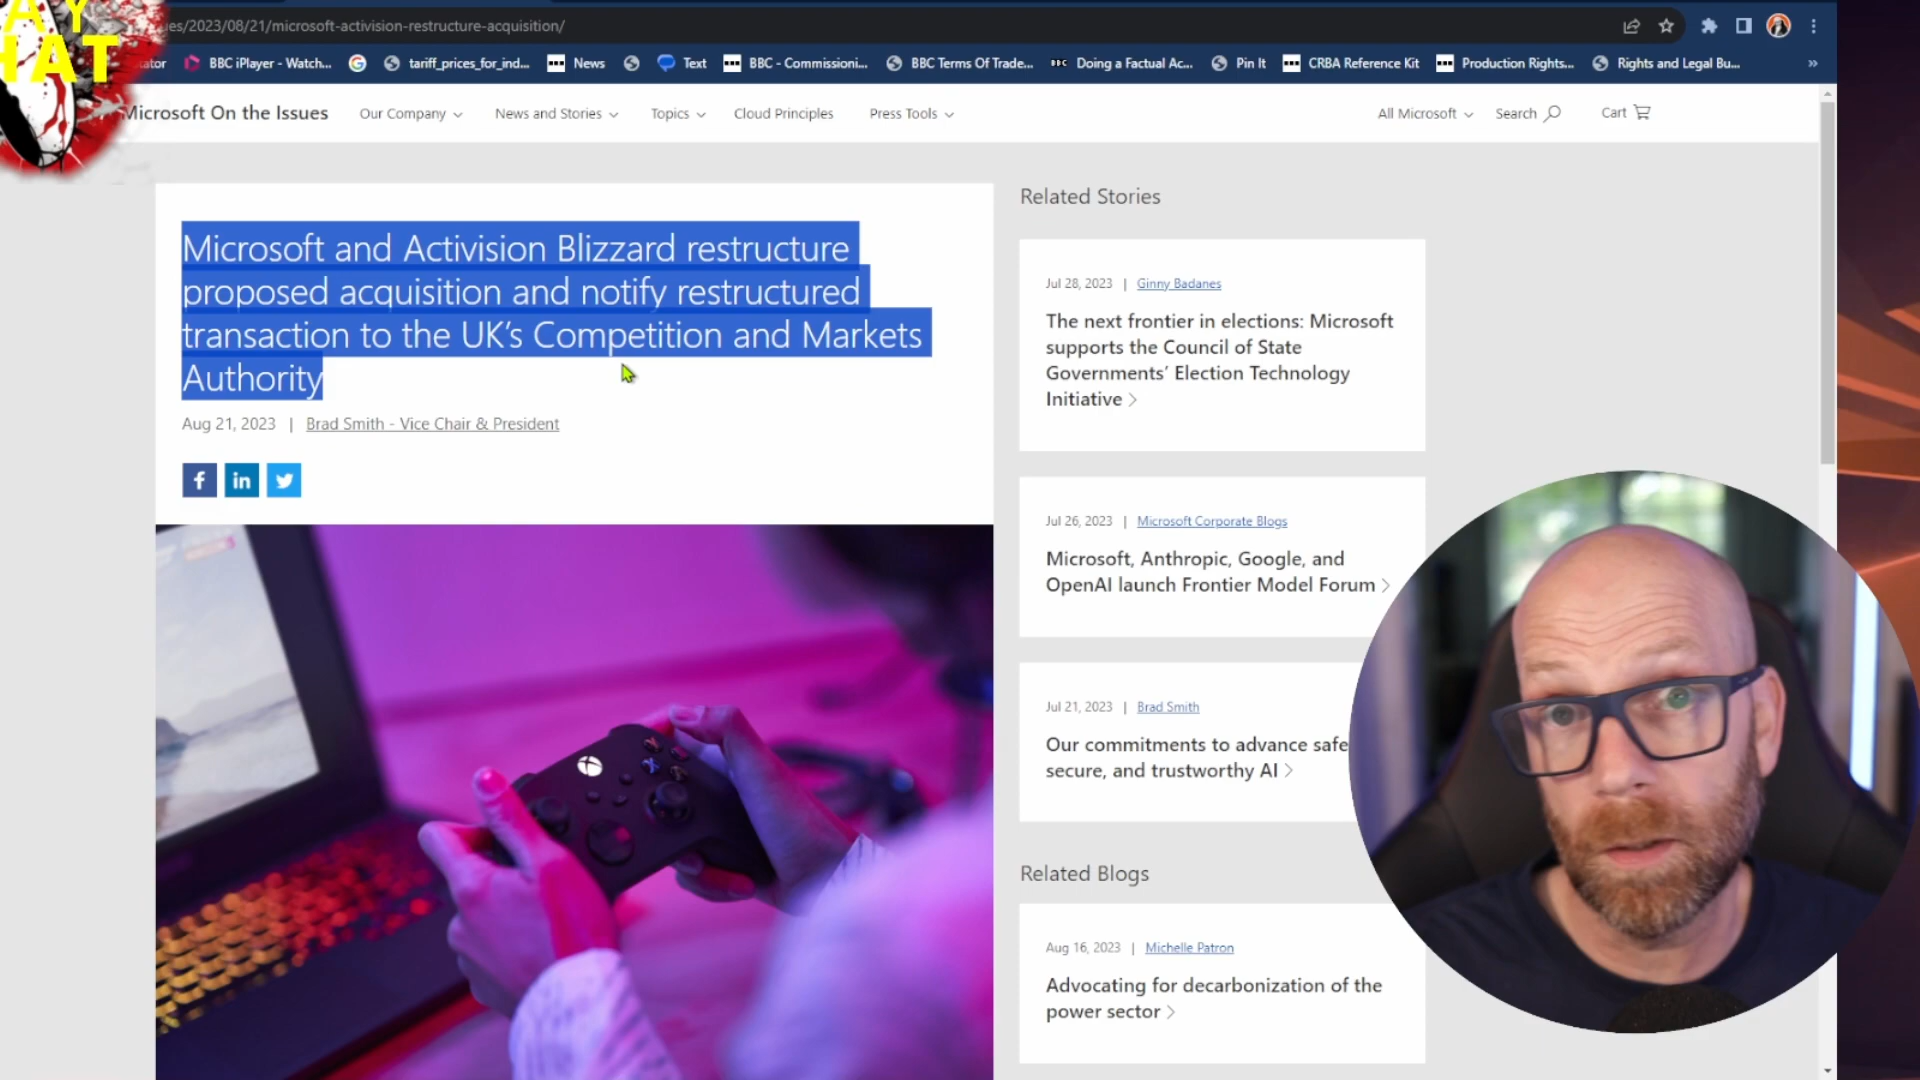 AY
HAT
es/2023/08/21/microsoft-activision-restructure-acquisition/
ator BBC iPlayer - Watch... tariff_prices_for_ind... News Text BBC - Commissioni... BBC Terms Of Trade... BBC Doing a Factual Ac... Pin It CRBA Reference Kit Production Rights... Rights and Legal Bu... »
Microsoft On the Issues Our Company News and Stories Topics Cloud Principles Press Tools All Microsoft Search Cart
Microsoft and Activision Blizzard restructure
proposed acquisition and notify restructured
transaction to the UK's Competition and Markets
Authority
Aug 21, 2023 | Brad Smith - Vice Chair & President
f in
Related Stories
Jul 28, 2023 | Ginny Badanes
The next frontier in elections: Microsoft
supports the Council of State
Governments' Election Technology
Initiative >
Jul 26, 2023 | Microsoft Corporate Blogs
Microsoft, Anthropic, Google, and
OpenAI launch Frontier Model Forum >
Jul 21, 2023 | Brad Smith
Our commitments to advance safe
secure, and trustworthy AI >
Related Blogs
Aug 16, 2023 | Michelle Patron
Advocating for decarbonization of the
power sector >